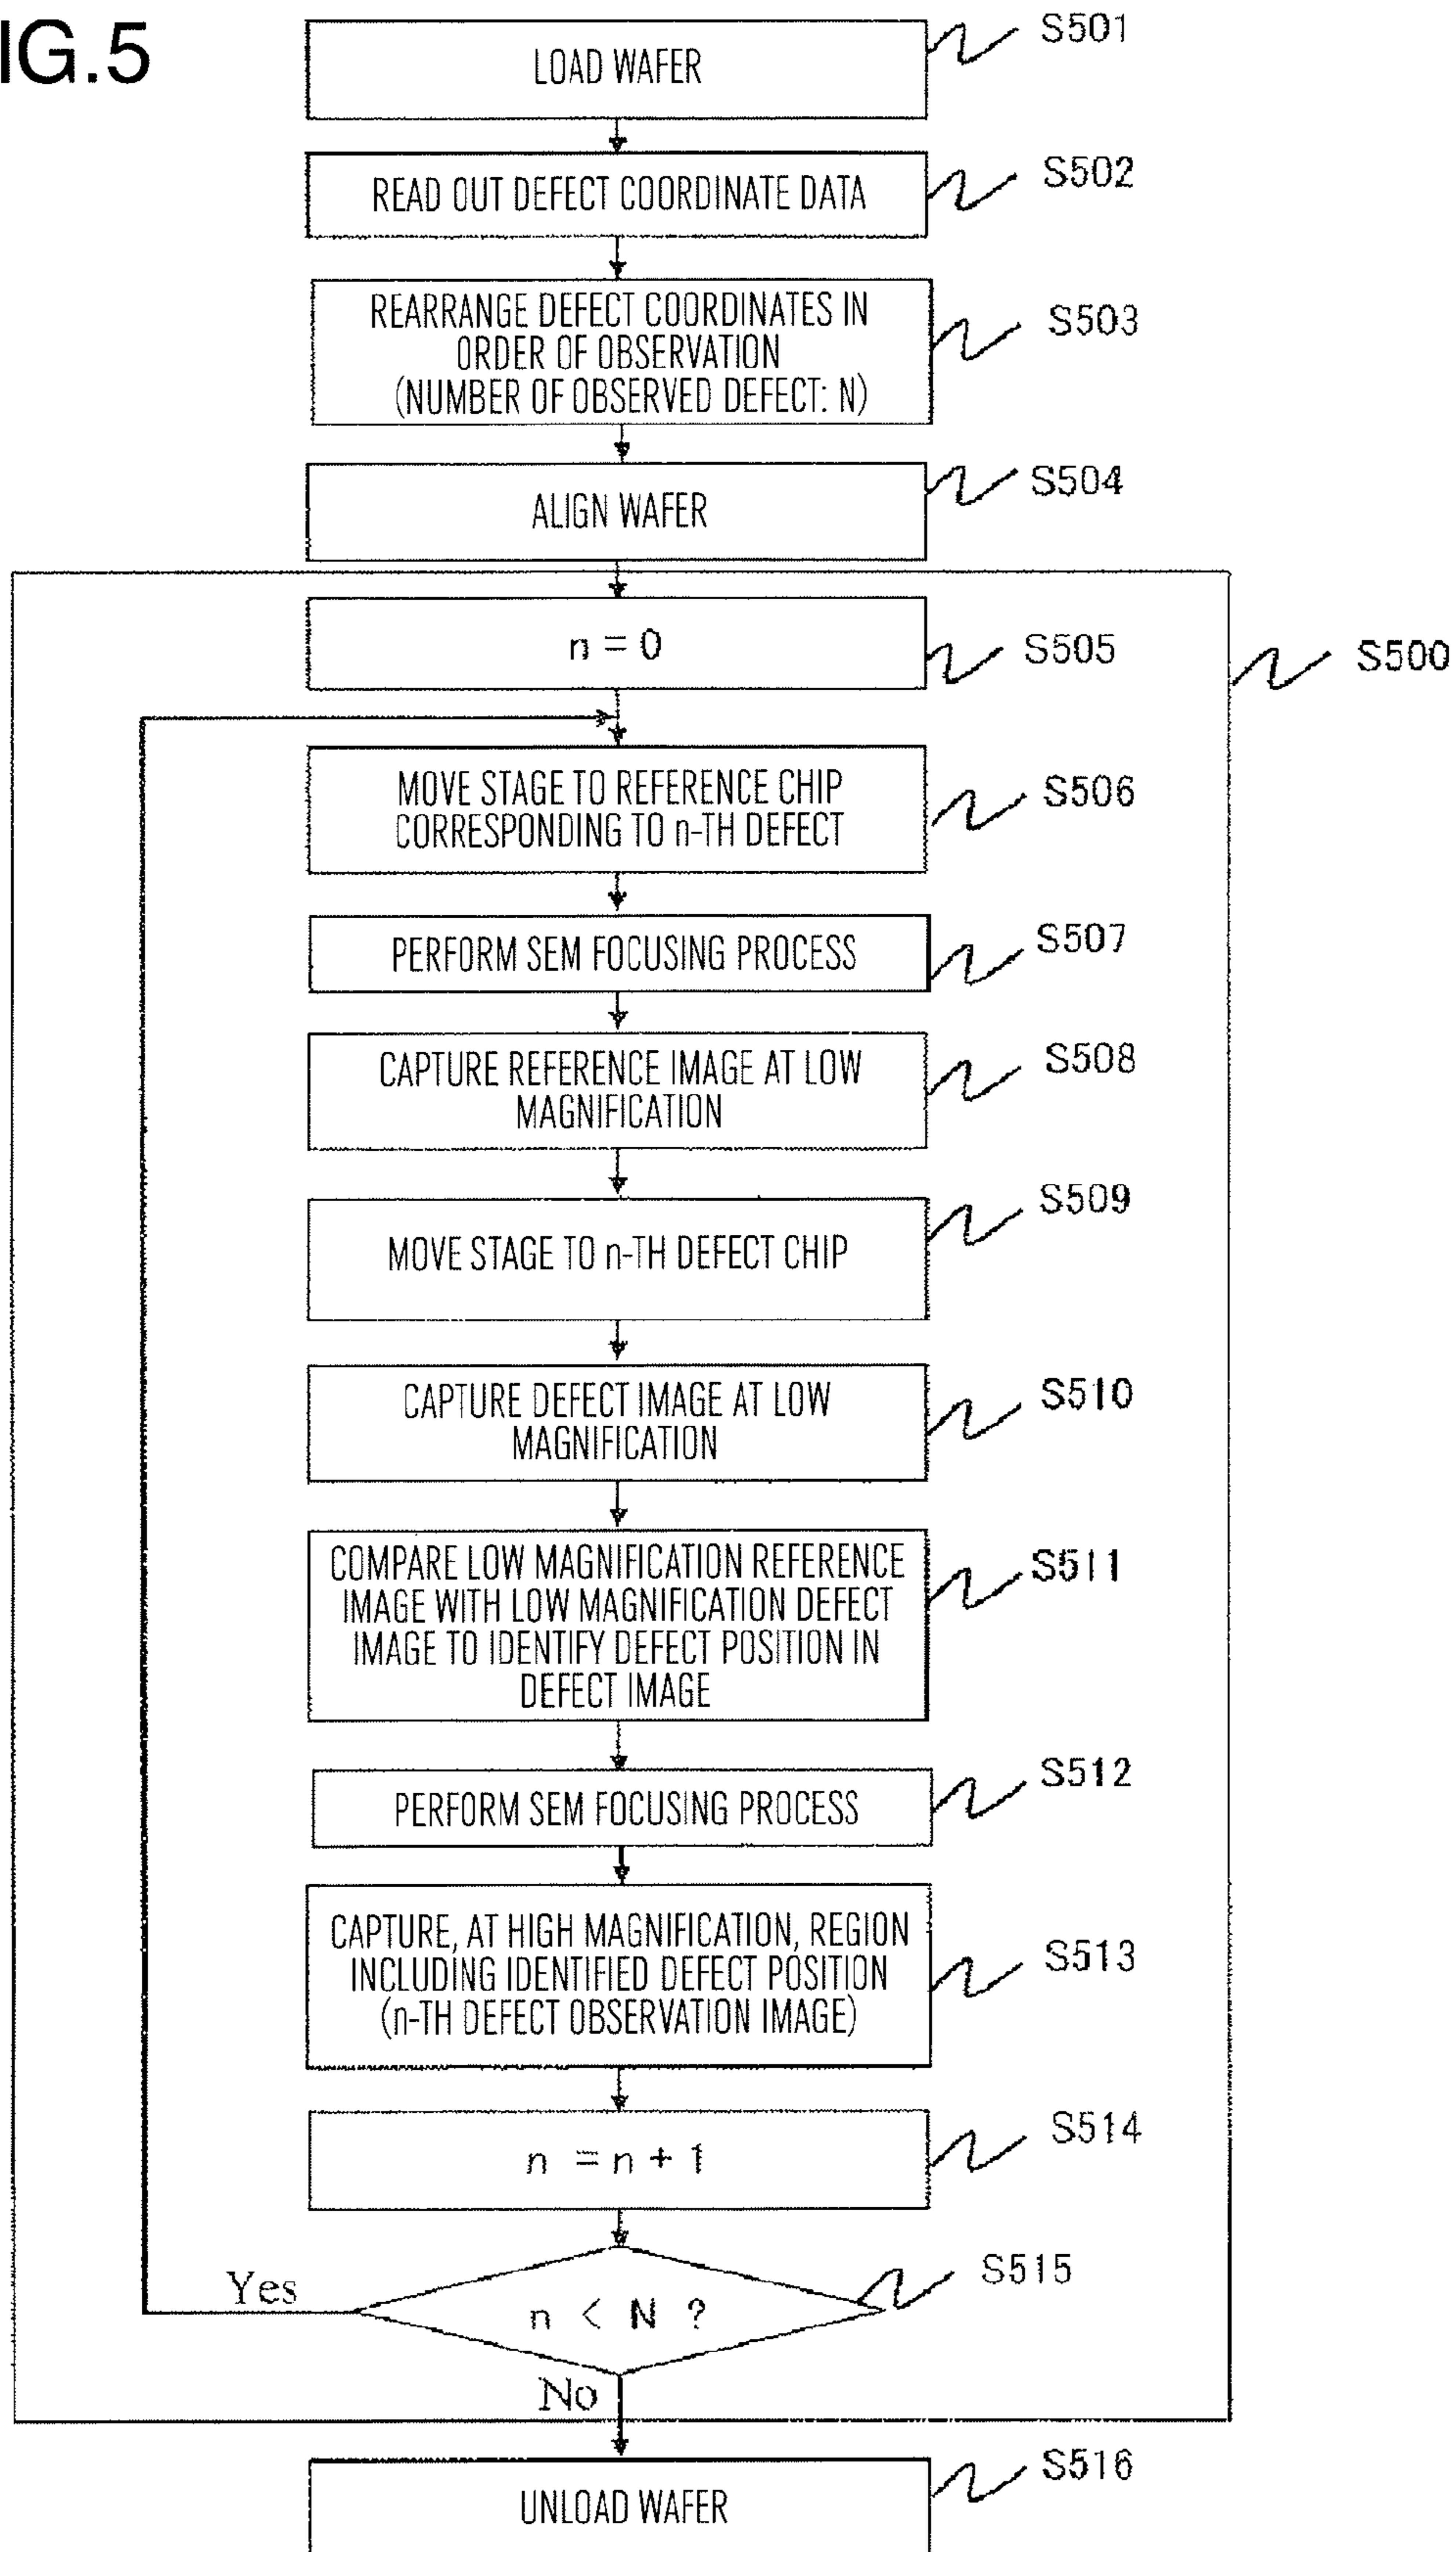 IG.5
LOAD WAFER
S501
READ OUT DEFECT COORDINATE DATA
S502
REARRANGE DEFECT COORDINATES IN
ORDER OF OBSERVATION
(NUMBER OF OBSERVED DEFECT: N)
S503
ALIGN WAFER
S504
n = 0
S505
S500
MOVE STAGE TO REFERENCE CHIP
CORRESPONDING TO n-TH DEFECT
S506
PERFORM SEM FOCUSING PROCESS
S507
CAPTURE REFERENCE IMAGE AT LOW
MAGNIFICATION
S508
MOVE STAGE TO n-TH DEFECT CHIP
S509
CAPTURE DEFECT IMAGE AT LOW
MAGNIFICATION
S510
COMPARE LOW MAGNIFICATION REFERENCE
IMAGE WITH LOW MAGNIFICATION DEFECT
IMAGE TO IDENTIFY DEFECT POSITION IN
DEFECT IMAGE
S511
PERFORM SEM FOCUSING PROCESS
S512
CAPTURE, AT HIGH MAGNIFICATION, REGION
INCLUDING IDENTIFIED DEFECT POSITION
(n-TH DEFECT OBSERVATION IMAGE)
S513
n = n + 1
S514
n < N ?
S515
Yes
No
UNLOAD WAFER
S516